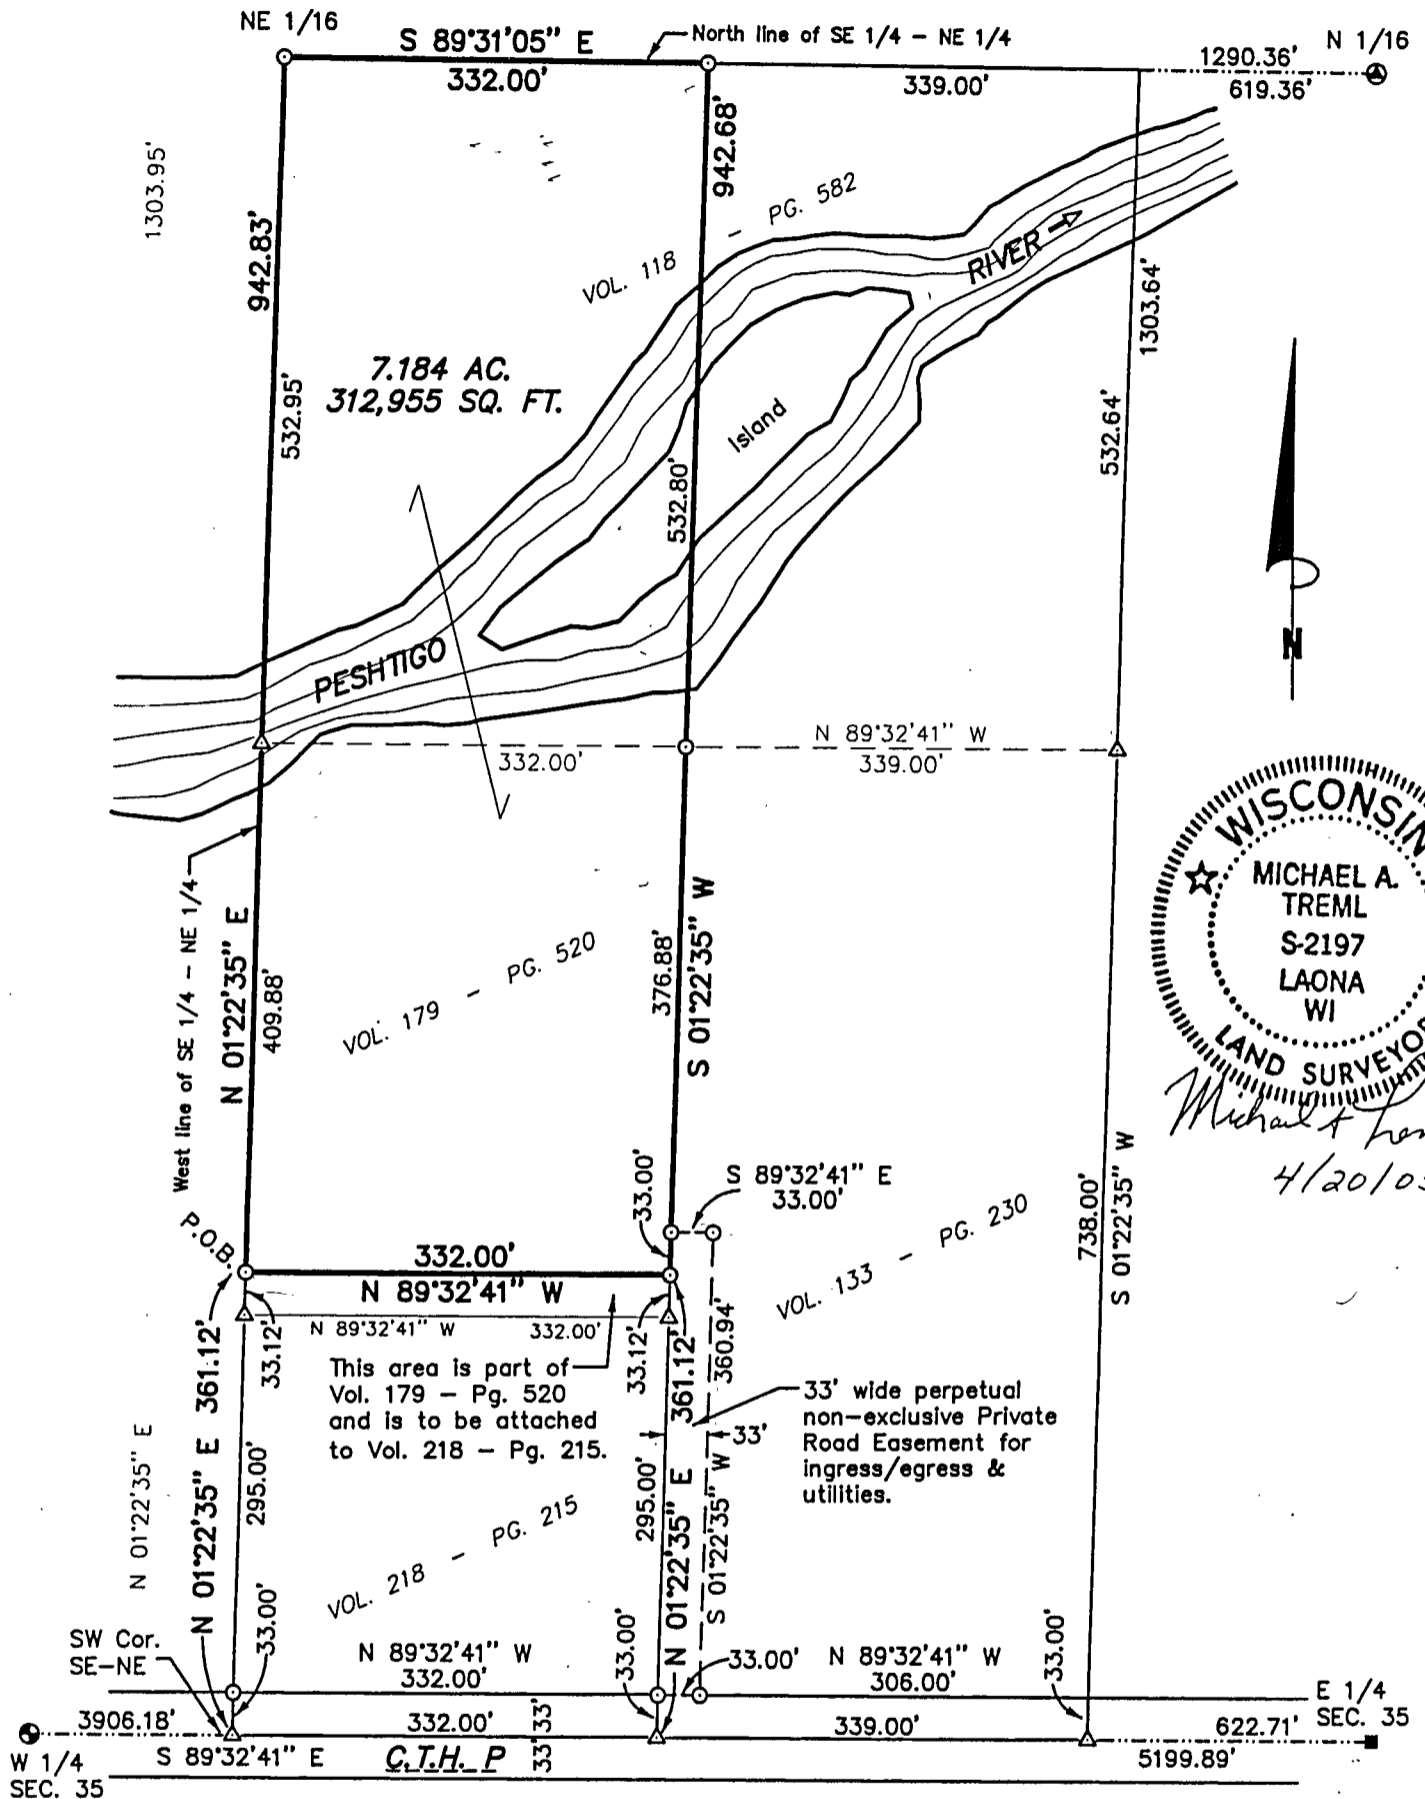 NE 1/16
S 89°31'05" E
North line of SE 1/4 - NE 1/4
N 1/16
332.00'
339.00'
1290.36'
619.36'
1303.95'
942.83'
942.68'
VOL. 118 - PG. 582
RIVER
1303.64'
7.184 AC.
312,955 SQ. FT.
532.95'
Island
532.80'
532.64'
N
PESHTIGO
332.00'
N 89°32'41" W
339.00'
West line of SE 1/4 - NE 1/4
N 01°22'35" E
409.88'
VOL. 179 - PG. 520
376.88'
S 01°22'35" W
WISCONSIN
MICHAEL A.
TREML
S-2197
LAONA
WI
LAND SURVEYOR
Michael A
4/20/03
33.00'
S 89°32'41" E
33.00'
738.00'
S 01°22'35" W
P.O.B.
332.00'
N 89°32'41" W
VOL. 133 - PG. 230
N 89°32'41" W 332.00'
33.12'
33.12'
361.12'
360.94'
This area is part of
Vol. 179 - Pg. 520
and is to be attached
to Vol. 218 - Pg. 215.
33' wide perpetual
non-exclusive Private
Road Easement for
ingress/egress &
utilities.
33'
N 01°22'35" E
N 01°22'35" E 361.12'
295.00'
VOL. 218 - PG. 215
295.00'
N 01°22'35" E
S 01°22'35" W
SW Cor.
SE-NE
33.00'
N 89°32'41" W
332.00'
33.00'
33.00'
N 89°32'41" W
306.00'
33.00'
E 1/4
SEC. 35
3906.18'
332.00'
33'
33'
339.00'
622.71'
W 1/4
SEC. 35
S 89°32'41" E
C.T.H. P
5199.89'